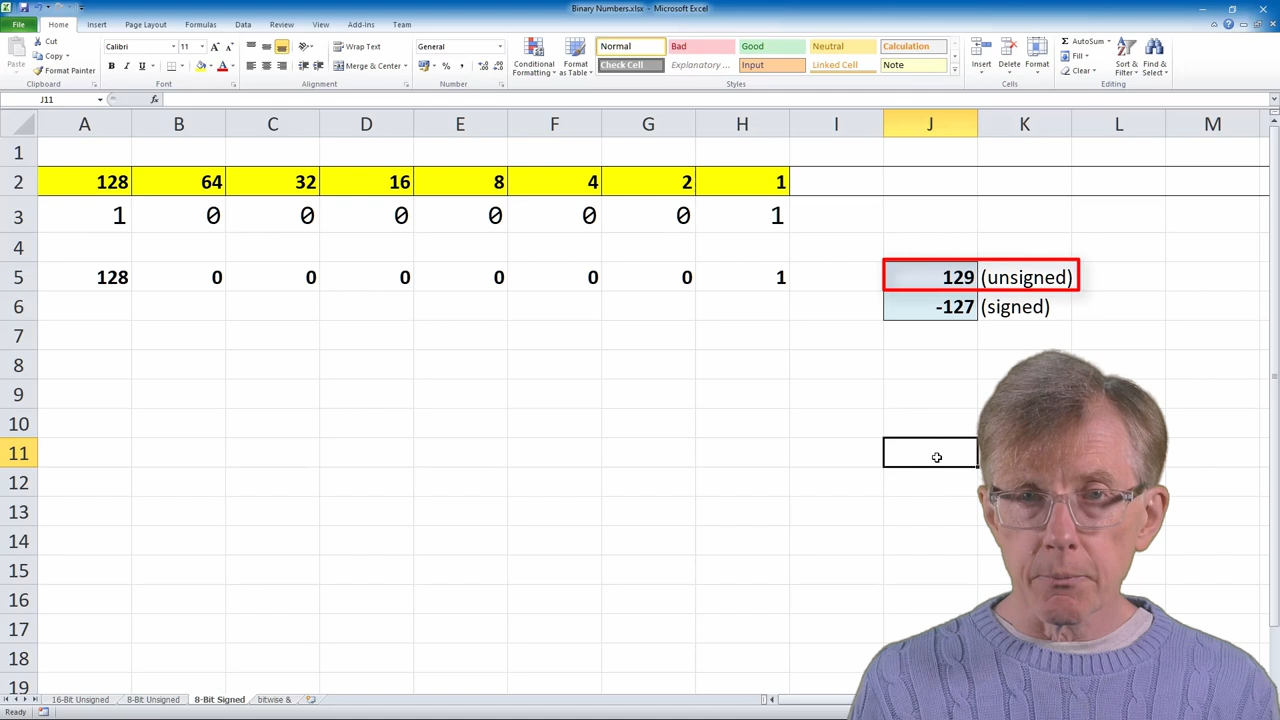 Binary Numbers.xlsx - Microsoft Excel
File Home Insert Page Layout Formulas Data Review View Add-Ins Team
Cut Calibri 11 Wrap Text General Normal Bad Good Neutral Calculation AutoSum
Copy Fill
Paste Format Painter Merge & Center Conditional Formatting Format as Table Check Cell Explanatory ... Input Linked Cell Note Insert Delete Format Clear Sort & Filter Find & Select
Clipboard Font Alignment Number Styles Cells Editing
J11 fx
A B C D E F G H I J K L M
1
2 128 64 32 16 8 4 2 1
3 1 0 0 0 0 0 0 1
4
5 128 0 0 0 0 0 0 1 129 (unsigned)
6 -127 (signed)
7
8
9
10
11
12
13
14
15
16
17
18
19
16-Bit Unsigned 8-Bit Unsigned 8-Bit Signed bitwise &
Ready